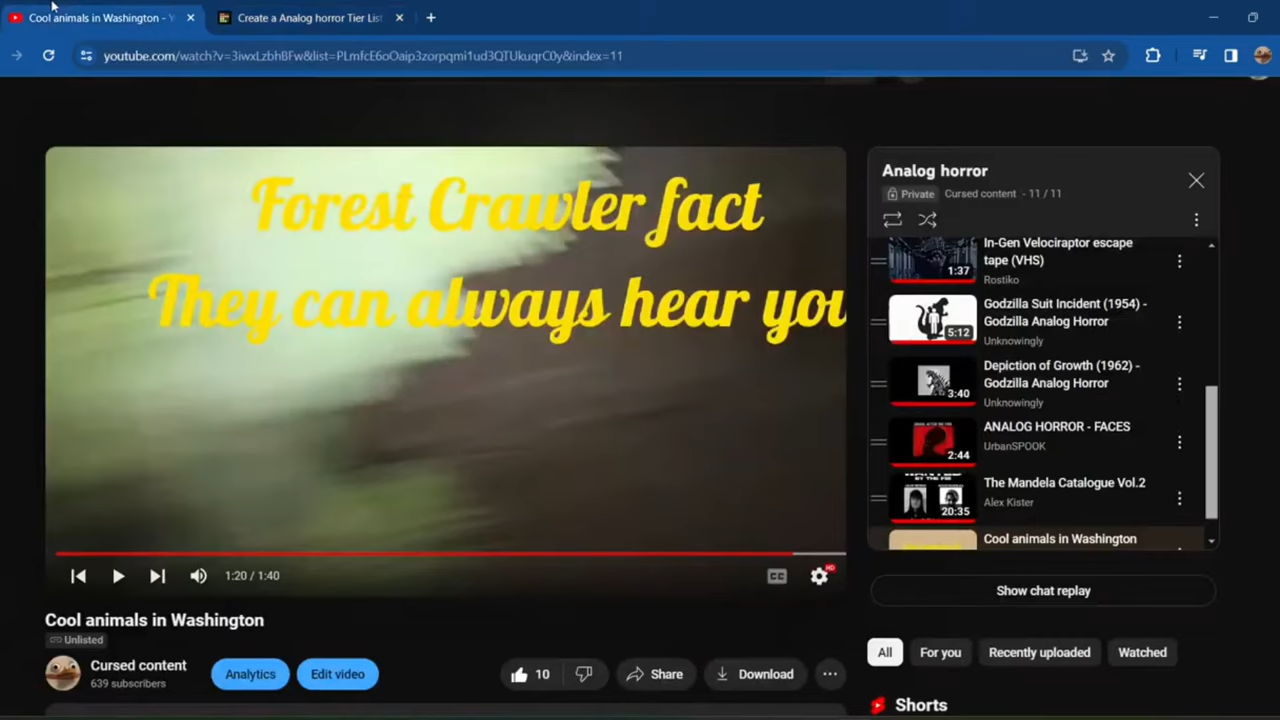 Cool animals in Washington - Y
Create a Analog horror Tier List
youtube.com/watch?v=3iwxLzbhBFw&list=PLmfcE6oOaip3zorpqmi1ud3QTUkuqrC0y&index=11
Forest Crawler fact
They can always hear you
1:20 / 1:40
CC
HD
Cool animals in Washington
Unlisted
Cursed content
639 subscribers
Analytics
Edit video
10
Share
Download
Analog horror
Private
Cursed content - 11 / 11
In-Gen Velociraptor escape
tape (VHS)
Rostiko
1:37
Godzilla Suit Incident (1954) -
Godzilla Analog Horror
Unknowingly
5:12
Depiction of Growth (1962) -
Godzilla Analog Horror
Unknowingly
3:40
ANALOG HORROR - FACES
UrbanSPOOK
2:44
The Mandela Catalogue Vol.2
Alex Kister
20:35
Cool animals in Washington
Show chat replay
All
For you
Recently uploaded
Watched
Shorts